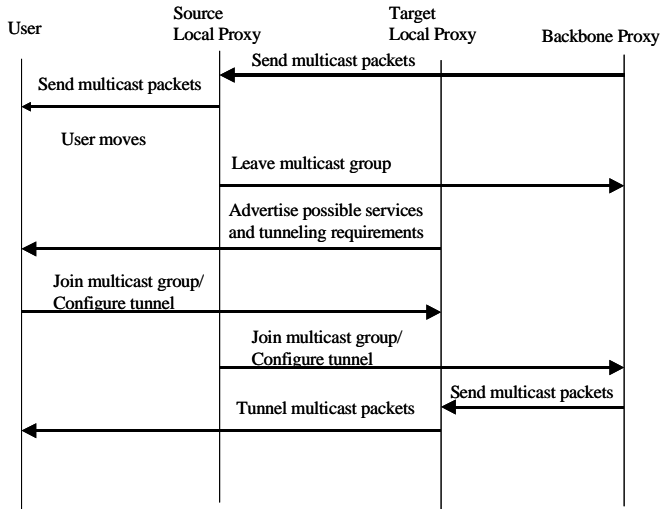 User
Source
Local Proxy
Target
Local Proxy
Backbone Proxy
Send multicast packets
Send multicast packets
User moves
Leave multicast group
Advertise possible services
and tunneling requirements
Join multicast group/
Configure tunnel
Join multicast group/
Configure tunnel
Send multicast packets
Tunnel multicast packets